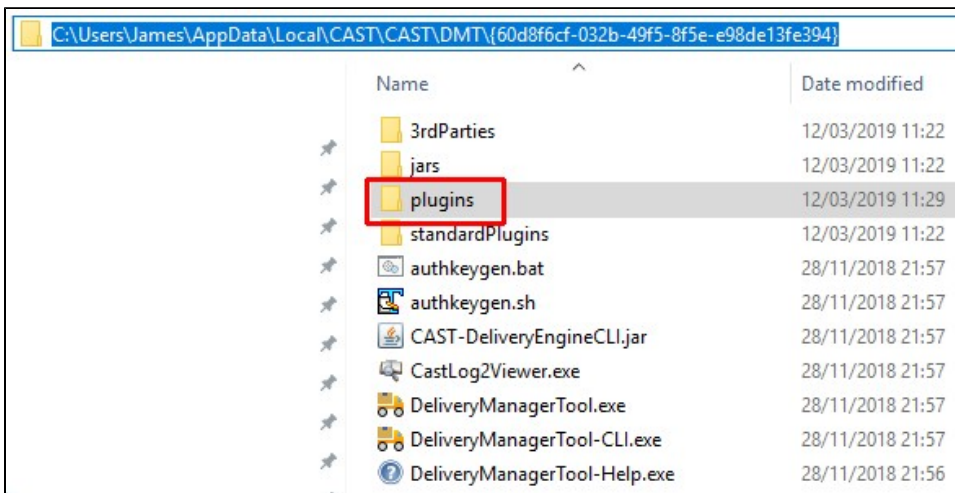 C:\Users\James\AppData\Local\CAST\CAST\DMT\{60d8f6cf-032b-49f5-8f5e-e98de13fe394}
Name Date modified
3rdParties 12/03/2019 11:22
jars 12/03/2019 11:22
plugins 12/03/2019 11:29
standardPlugins 12/03/2019 11:22
authkeygen.bat 28/11/2018 21:57
authkeygen.sh 28/11/2018 21:57
CAST-DeliveryEngineCLI.jar 28/11/2018 21:57
CastLog2Viewer.exe 28/11/2018 21:57
DeliveryManagerTool.exe 28/11/2018 21:57
DeliveryManagerTool-CLI.exe 28/11/2018 21:57
DeliveryManagerTool-Help.exe 28/11/2018 21:56